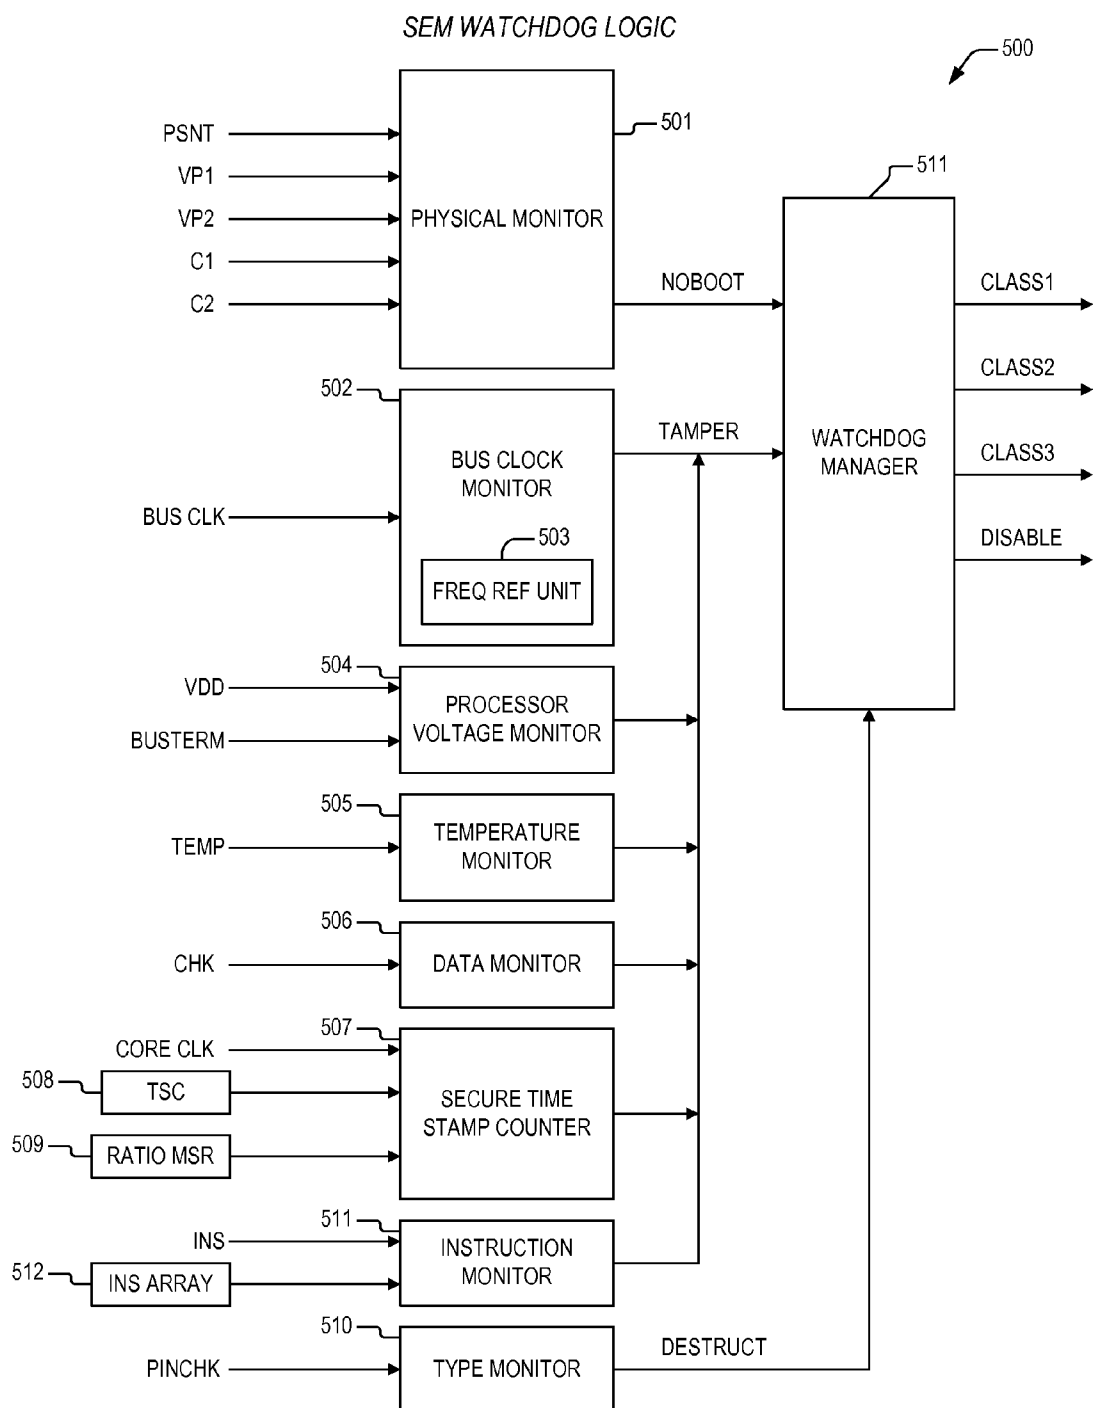 SEM WATCHDOG LOGIC
500
501
PSNT
VP1
VP2
C1
C2
PHYSICAL MONITOR
NOBOOT
511
WATCHDOG
MANAGER
CLASS1
CLASS2
CLASS3
DISABLE
502
BUS CLK
BUS CLOCK
MONITOR
503
FREQ REF UNIT
TAMPER
504
VDD
BUSTERM
PROCESSOR
VOLTAGE MONITOR
505
TEMP
TEMPERATURE
MONITOR
506
CHK
DATA MONITOR
507
CORE CLK
508
TSC
509
RATIO MSR
SECURE TIME
STAMP COUNTER
511
INS
512
INS ARRAY
INSTRUCTION
MONITOR
510
PINCHK
TYPE MONITOR
DESTRUCT